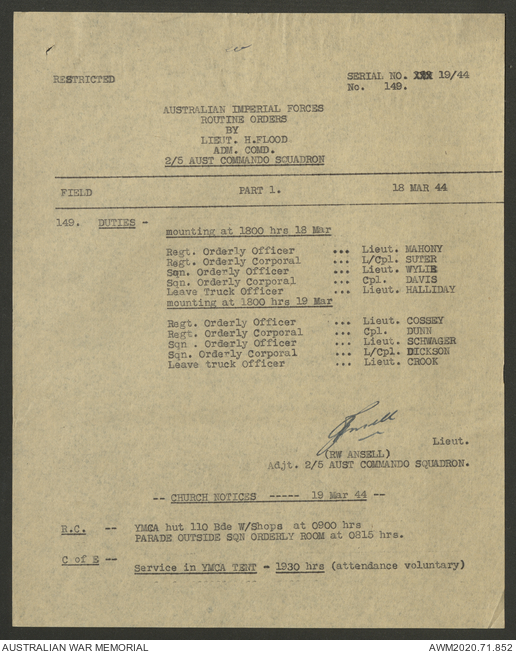 RESTRICTED
SERIAL NO. 19/44
No. 149.
AUSTRALIAN IMPERIAL FORCES
ROUTINE ORDERS
BY
LIEUT. H.FLOOD
ADM. COMD.
2/5 AUST COMMANDO SQUADRON
FIELD PART 1. 18 MAR 44
149. DUTIES -
mounting at 1800 hrs 18 Mar
Regt. Orderly Officer ... Lieut. MAHONY
Regt. Orderly Corporal ... L/Cpl. SUTER
Sqn. Orderly Officer ... Lieut. WYLIE
Sqn. Orderly Corporal ... Cpl. DAVIS
Leave Truck Officer ... Lieut. HALLIDAY
mounting at 1800 hrs 19 Mar
Regt. Orderly Officer ... Lieut. COSSEY
Regt. Orderly Corporal ... Cpl. DUNN
Sqn. Orderly Officer ... Lieut. SCHWAGER
Sqn. Orderly Corporal ... L/Cpl. DICKSON
Leave truck Officer ... Lieut. CROOK
Ansell
Lieut.
(RW ANSELL)
Adjt. 2/5 AUST COMMANDO SQUADRON.
-- CHURCH NOTICES ----- 19 Mar 44 --
R.C. -- YMCA hut 110 Bde W/Shops at 0900 hrs
PARADE OUTSIDE SQN ORDERLY ROOM at 0815 hrs.
C of E -- Service in YMCA TENT - 1930 hrs (attendance voluntary)
AUSTRALIAN WAR MEMORIAL
AWM2020.71.852